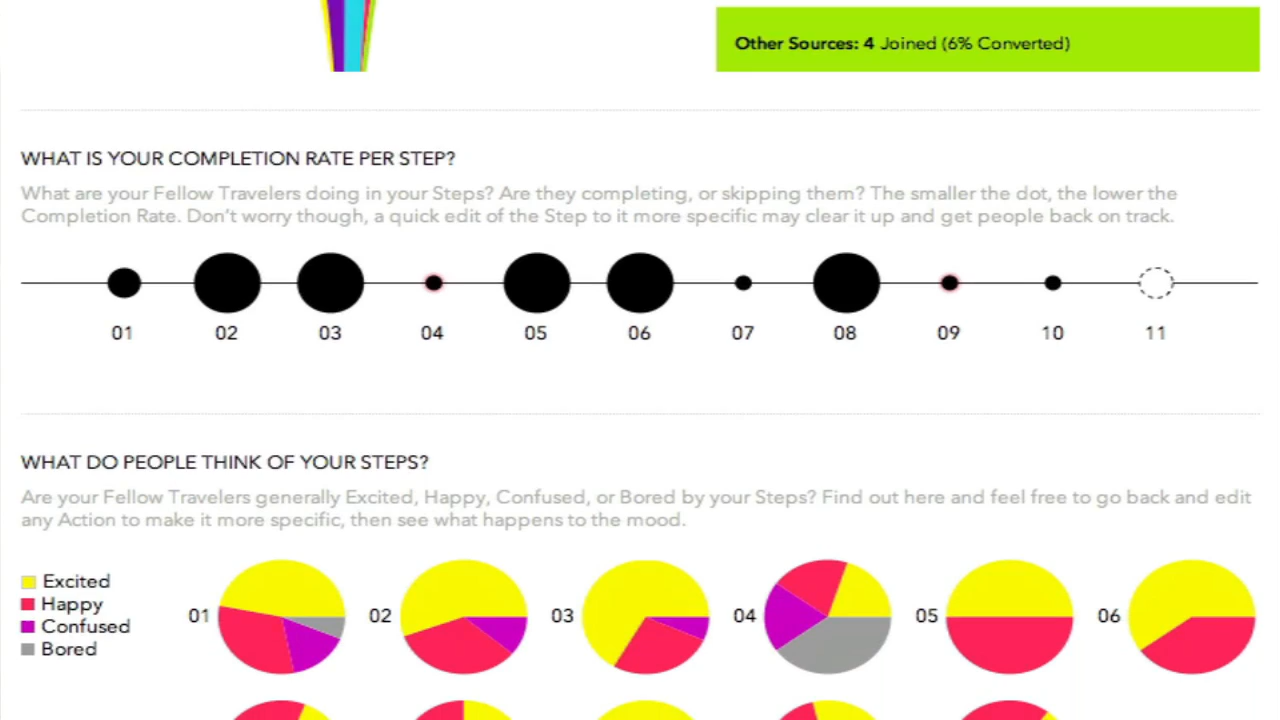 Other Sources: 4 Joined (6% Converted)
WHAT IS YOUR COMPLETION RATE PER STEP?
What are your Fellow Travelers doing in your Steps? Are they completing, or skipping them? The smaller the dot, the lower the
Completion Rate. Don't worry though, a quick edit of the Step to it more specific may clear it up and get people back on track.
01 02 03 04 05 06 07 08 09 10 11
WHAT DO PEOPLE THINK OF YOUR STEPS?
Are your Fellow Travelers generally Excited, Happy, Confused, or Bored by your Steps? Find out here and feel free to go back and edit
any Action to make it more specific, then see what happens to the mood.
Excited
Happy
Confused
Bored
01 02 03 04 05 06